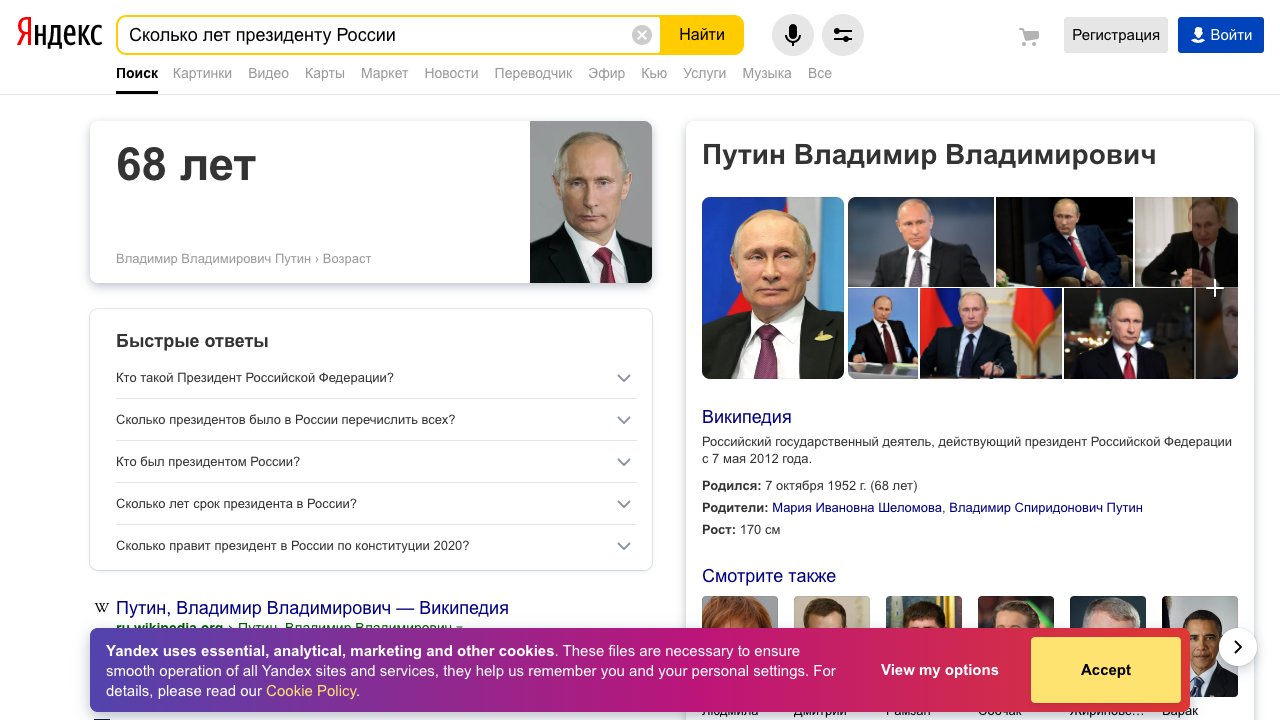 Яндекс
Сколько лет президенту России
Найти
Регистрация
Войти
Поиск Картинки Видео Карты Маркет Новости Переводчик Эфир Кью Услуги Музыка Все
68 лет
Владимир Владимирович Путин › Возраст
Быстрые ответы
Кто такой Президент Российской Федерации?
Сколько президентов было в России перечислить всех?
Кто был президентом России?
Сколько лет срок президента в России?
Сколько правит президент в России по конституции 2020?
Путин, Владимир Владимирович — Википедия
ru.wikipedia.org › Путин, Владимир Владимирович
Путин Владимир Владимирович
Википедия
Российский государственный деятель, действующий президент Российской Федерации
с 7 мая 2012 года.
Родился: 7 октября 1952 г. (68 лет)
Родители: Мария Ивановна Шеломова, Владимир Спиридонович Путин
Рост: 170 см
Смотрите также
Людмила Дмитрий Рамзан Собчак Жириновс... Барак
Yandex uses essential, analytical, marketing and other cookies. These files are necessary to ensure
smooth operation of all Yandex sites and services, they help us remember you and your personal settings. For
details, please read our Cookie Policy.
View my options
Accept